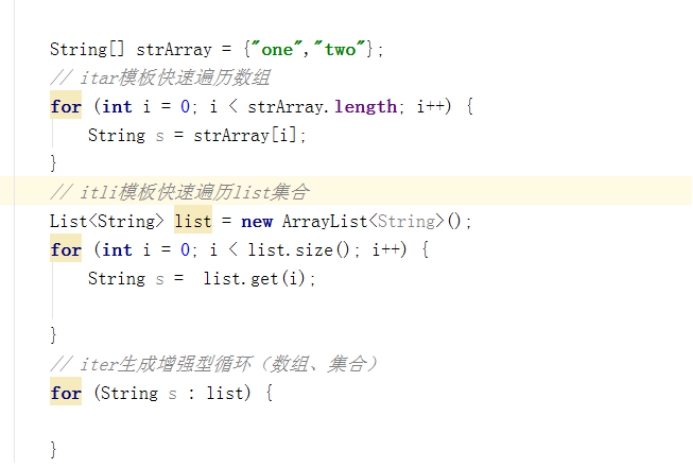 String[] strArray = {"one","two"};
// itar模板快速遍历数组
for (int i = 0; i < strArray.length; i++) {
    String s = strArray[i];
}
// itli模板快速遍历list集合
List<String> list = new ArrayList<String>();
for (int i = 0; i < list.size(); i++) {
    String s =  list.get(i);
}
// iter生成增强型循环（数组、集合）
for (String s : list) {
}